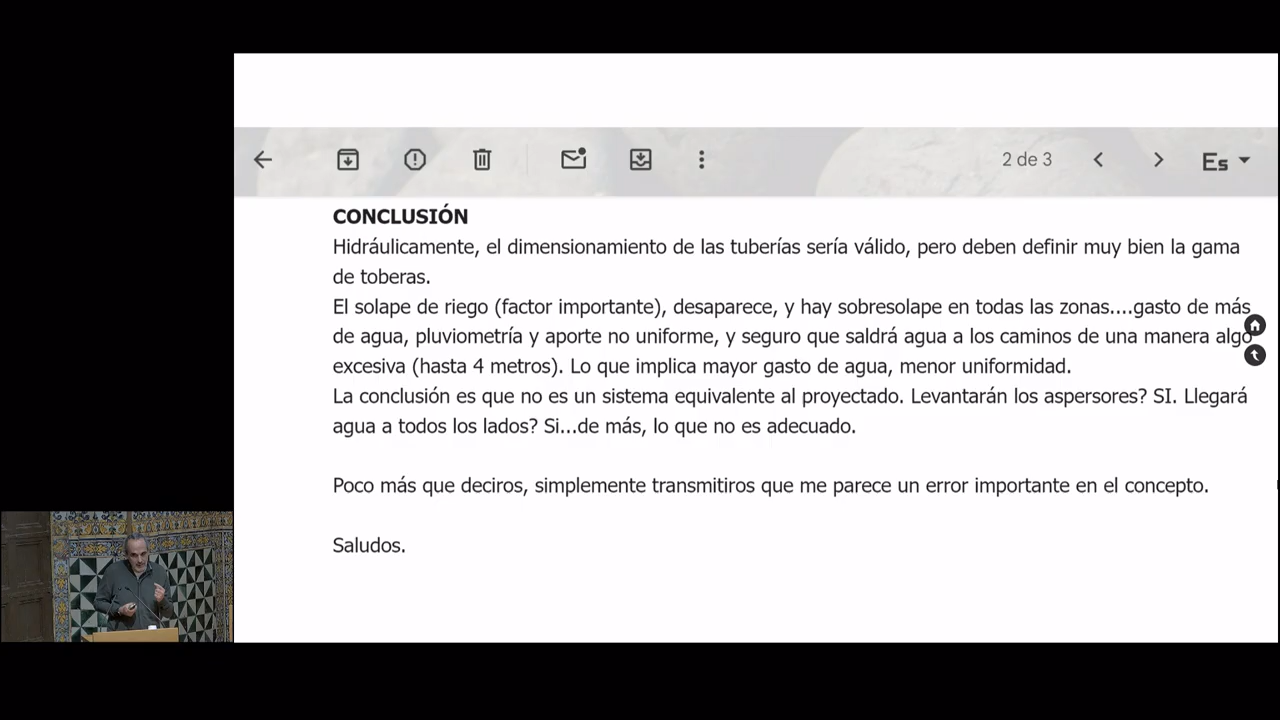 2 de 3
Es
CONCLUSIÓN
Hidráulicamente, el dimensionamiento de las tuberías sería válido, pero deben definir muy bien la gama
de toberas.
El solape de riego (factor importante), desaparece, y hay sobresolape en todas las zonas....gasto de más
de agua, pluviometría y aporte no uniforme, y seguro que saldrá agua a los caminos de una manera algo
excesiva (hasta 4 metros). Lo que implica mayor gasto de agua, menor uniformidad.
La conclusión es que no es un sistema equivalente al proyectado. Levantarán los aspersores? SI. Llegará
agua a todos los lados? Si...de más, lo que no es adecuado.
Poco más que deciros, simplemente transmitiros que me parece un error importante en el concepto.
Saludos.